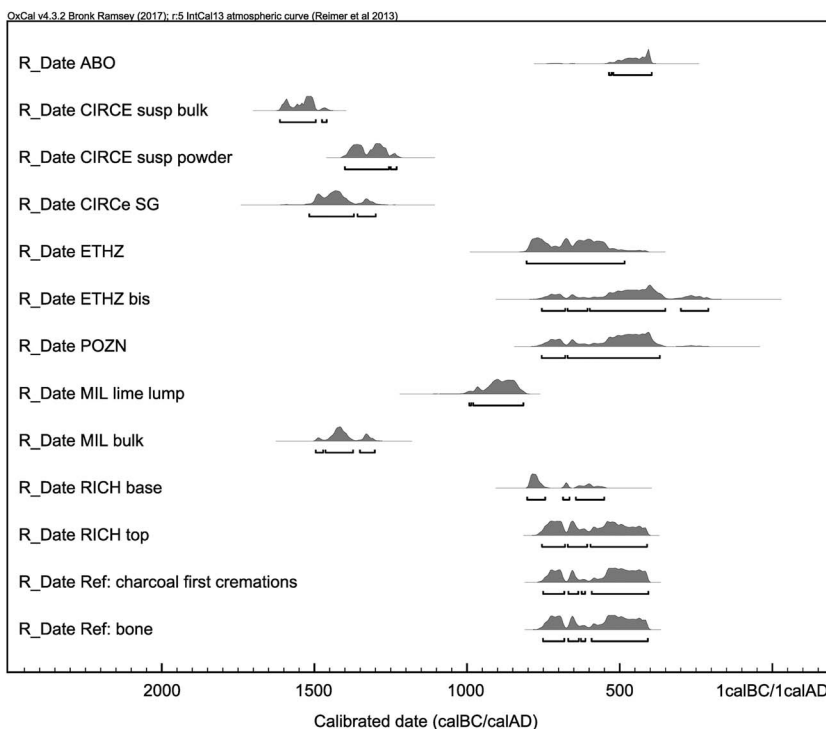 OxCal v4.3.2 Bronk Ramsey (2017); r:5 IntCal13 atmospheric curve (Reimer et al 2013)
R_Date ABO
R_Date CIRCE susp bulk
R_Date CIRCE susp powder
R_Date CIRCe SG
R_Date ETHZ
R_Date ETHZ bis
R_Date POZN
R_Date MIL lime lump
R_Date MIL bulk
R_Date RICH base
R_Date RICH top
R_Date Ref: charcoal first cremations
R_Date Ref: bone
2000 1500 1000 500 1calBC/1calAD
Calibrated date (calBC/calAD)